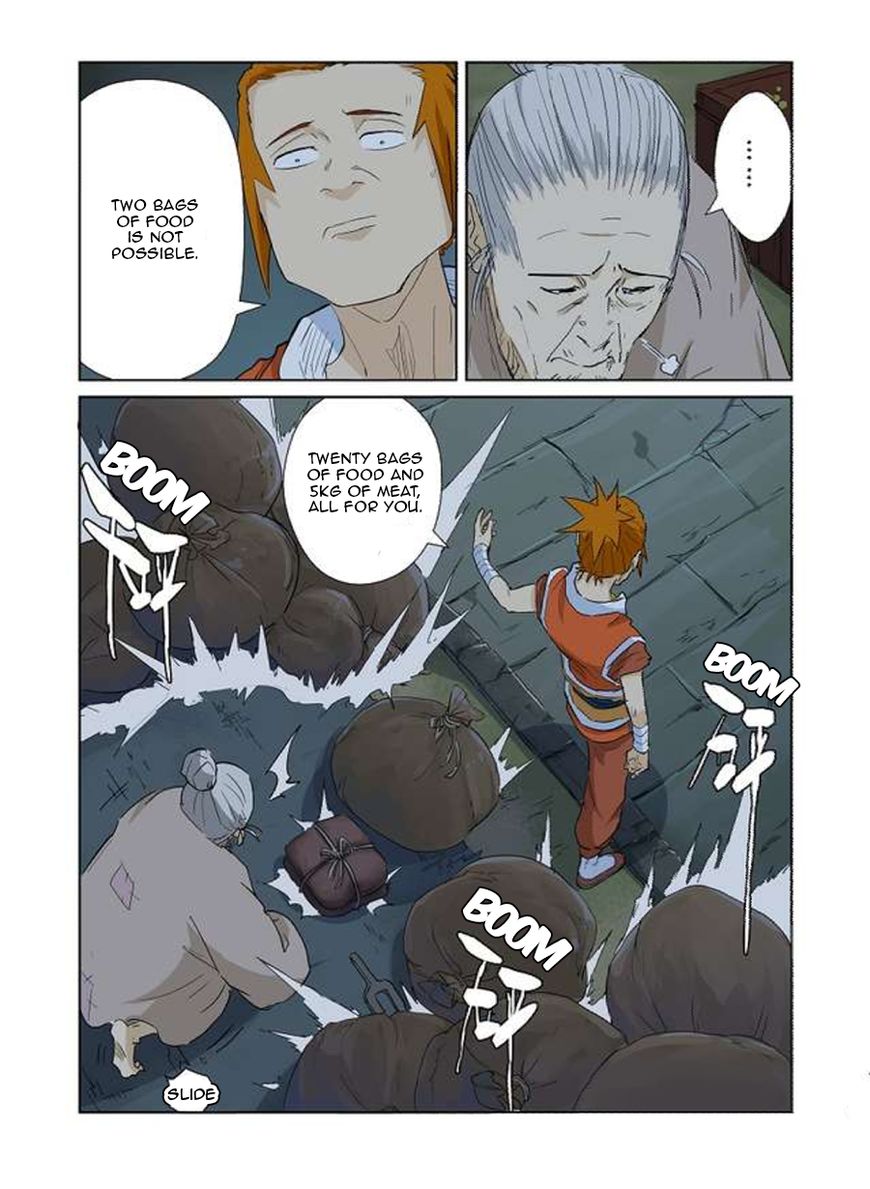 TWO BAGS
OF FOOD
IS NOT
POSSIBLE.
......
TWENTY BAGS
OF FOOD AND
5KG OF MEAT,
ALL FOR YOU.
BOOM
砰
BOOM
砰
BOOM
砰
SLIDE